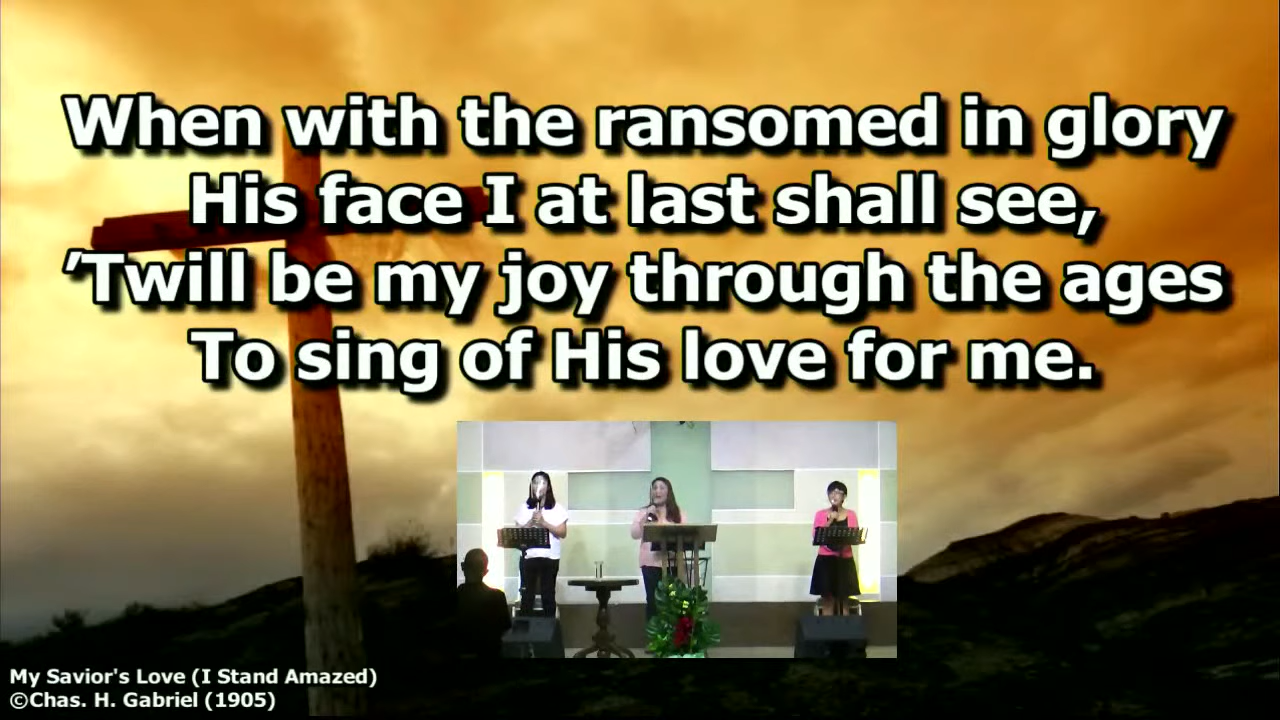 When with the ransomed in glory
His face I at last shall see,
’Twill be my joy through the ages
To sing of His love for me.
My Savior's Love (I Stand Amazed)
©Chas. H. Gabriel (1905)